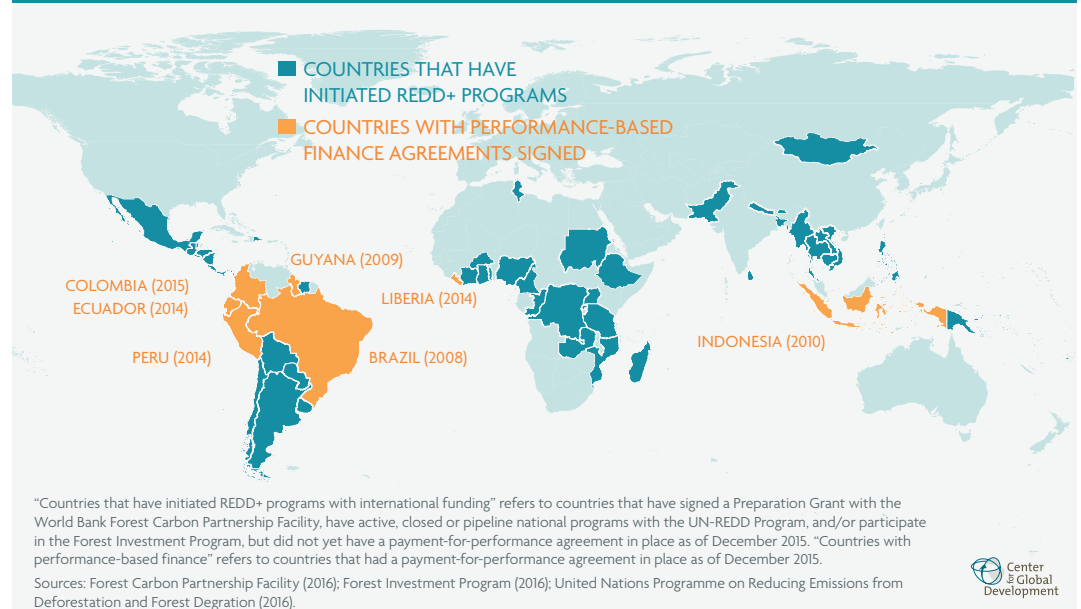 COUNTRIES THAT HAVE
INITIATED REDD+ PROGRAMS
COUNTRIES WITH PERFORMANCE-BASED
FINANCE AGREEMENTS SIGNED
GUYANA (2009)
COLOMBIA (2015)
ECUADOR (2014)
LIBERIA (2014)
INDONESIA (2010)
PERU (2014)
BRAZIL (2008)
“Countries that have initiated REDD+ programs with international funding” refers to countries that have signed a Preparation Grant with the
World Bank Forest Carbon Partnership Facility, have active, closed or pipeline national programs with the UN-REDD Program, and/or participate
in the Forest Investment Program, but did not yet have a payment-for-performance agreement in place as of December 2015. “Countries with
performance-based finance” refers to countries that had a payment-for-performance agreement in place as of December 2015.
Sources: Forest Carbon Partnership Facility (2016); Forest Investment Program (2016); United Nations Programme on Reducing Emissions from
Deforestation and Forest Degration (2016).
Center
for Global
Development